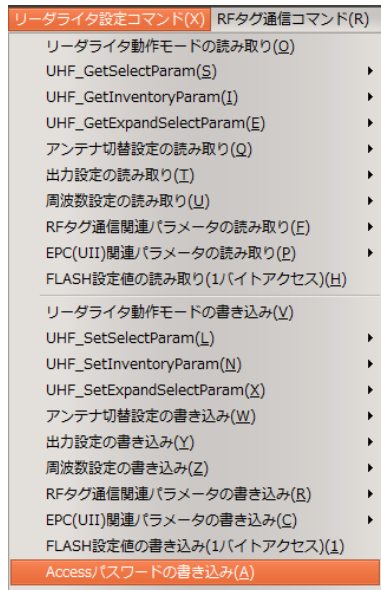 リーダライタ設定コマンド(X) RFタグ通信コマンド(R)
リーダライタ動作モードの読み取り(O)
UHF_GetSelectParam(S)
UHF_GetInventoryParam(I)
UHF_GetExpandSelectParam(E)
アンテナ切替設定の読み取り(Q)
出力設定の読み取り(T)
周波数設定の読み取り(U)
RFタグ通信関連パラメータの読み取り(F)
EPC(UII)関連パラメータの読み取り(P)
FLASH設定値の読み取り(1バイトアクセス)(H)
リーダライタ動作モードの書き込み(V)
UHF_SetSelectParam(L)
UHF_SetInventoryParam(N)
UHF_SetExpandSelectParam(X)
アンテナ切替設定の書き込み(W)
出力設定の書き込み(Y)
周波数設定の書き込み(Z)
RFタグ通信関連パラメータの書き込み(R)
EPC(UII)関連パラメータの書き込み(C)
FLASH設定値の書き込み(1バイトアクセス)(1)
Accessパスワードの書き込み(A)